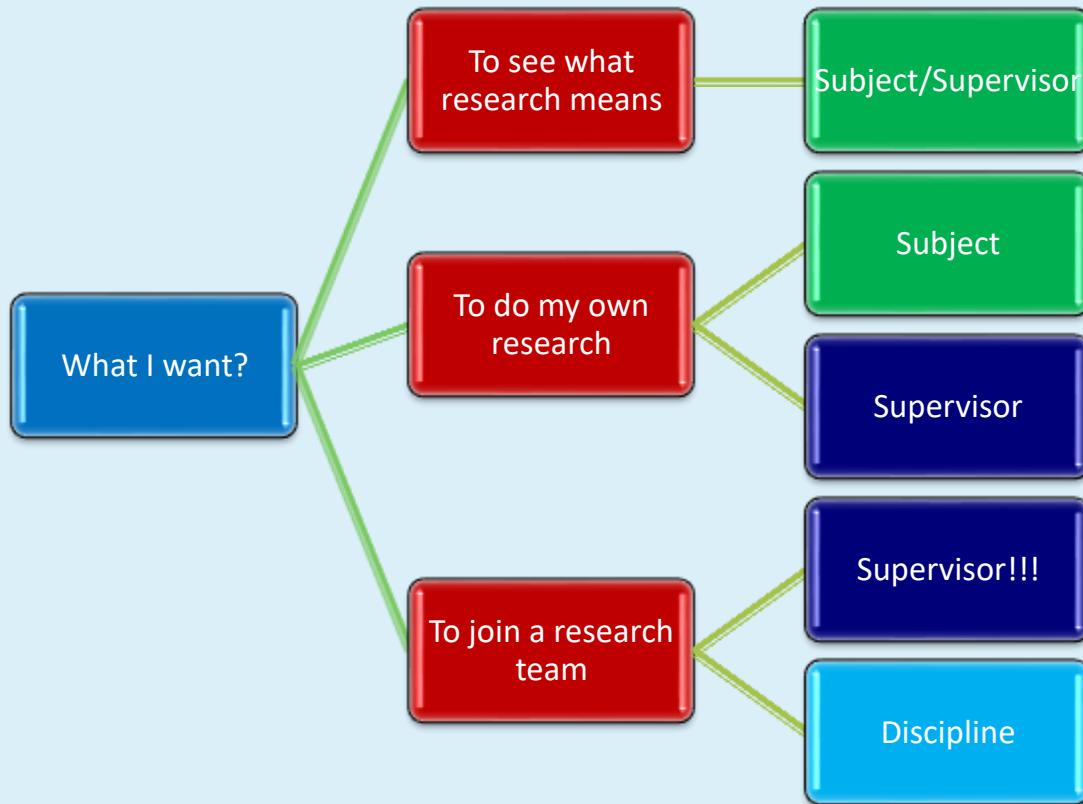 What I want?
To see what
research means
Subject/Supervisor
To do my own
research
Subject
Supervisor
To join a research
team
Supervisor!!!
Discipline